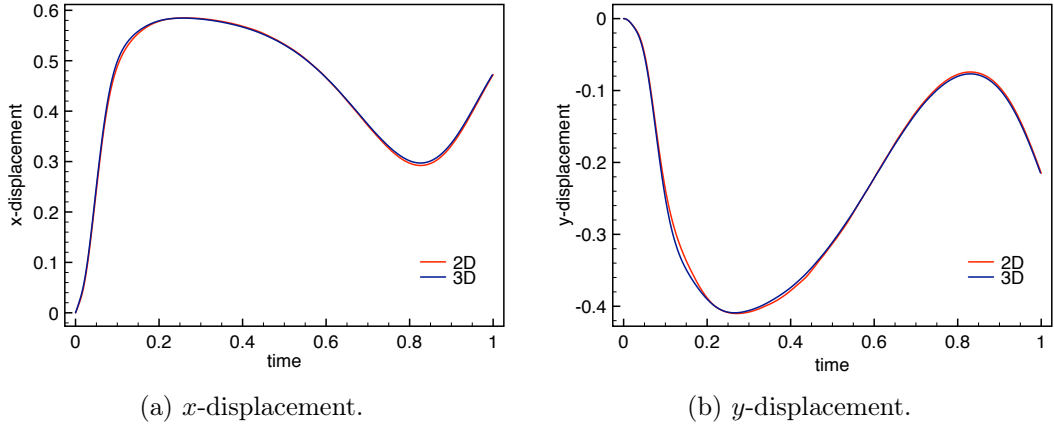 0.6
0.5
0.4
0.3
0.2
0.1
0
x-displacement
0 0.2 0.4 0.6 0.8 1
time
2D
3D
(a) x-displacement.
0
-0.1
-0.2
-0.3
-0.4
y-displacement
0 0.2 0.4 0.6 0.8 1
time
2D
3D
(b) y-displacement.